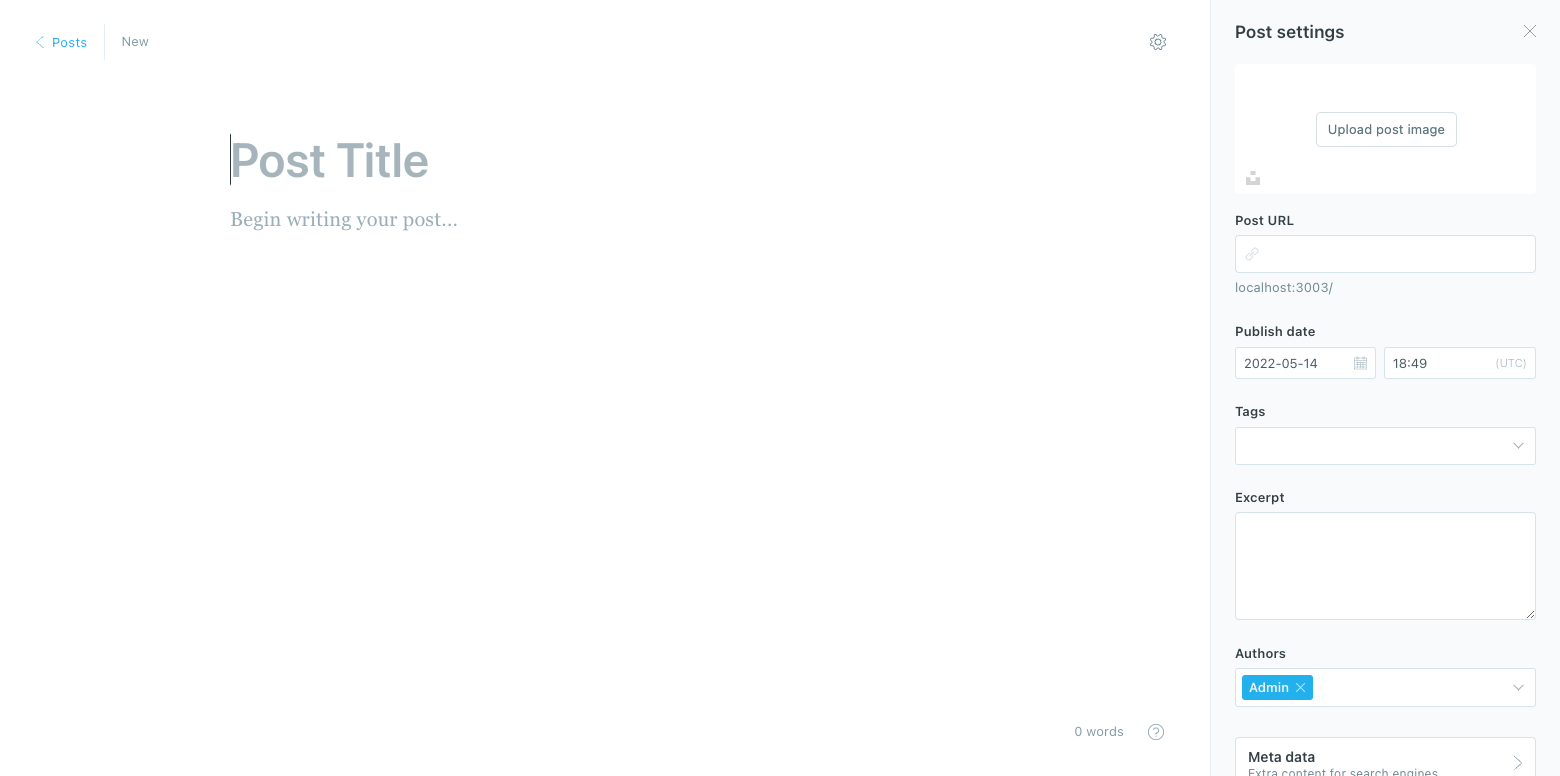 Posts
New
Post Title
Begin writing your post...
0 words
?
Post settings
Upload post image
Post URL
localhost:3003/
Publish date
2022-05-14
18:49 (UTC)
Tags
Excerpt
Authors
Admin
Meta data
Extra content for search engines